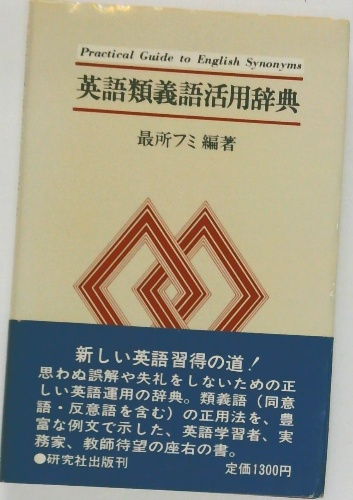 Practical Guide to English Synonyms
英語類義語活用辞典
最所フミ 編著
新しい英語習得の道!
思わぬ誤解や失礼をしないための正
しい英語運用の辞典。類義語(同意
語・反意語を含む)の正用法を、豊
富な例文で示した、英語学習者、実
務家、教師待望の座右の書。
●研究社出版刊
定価1300円